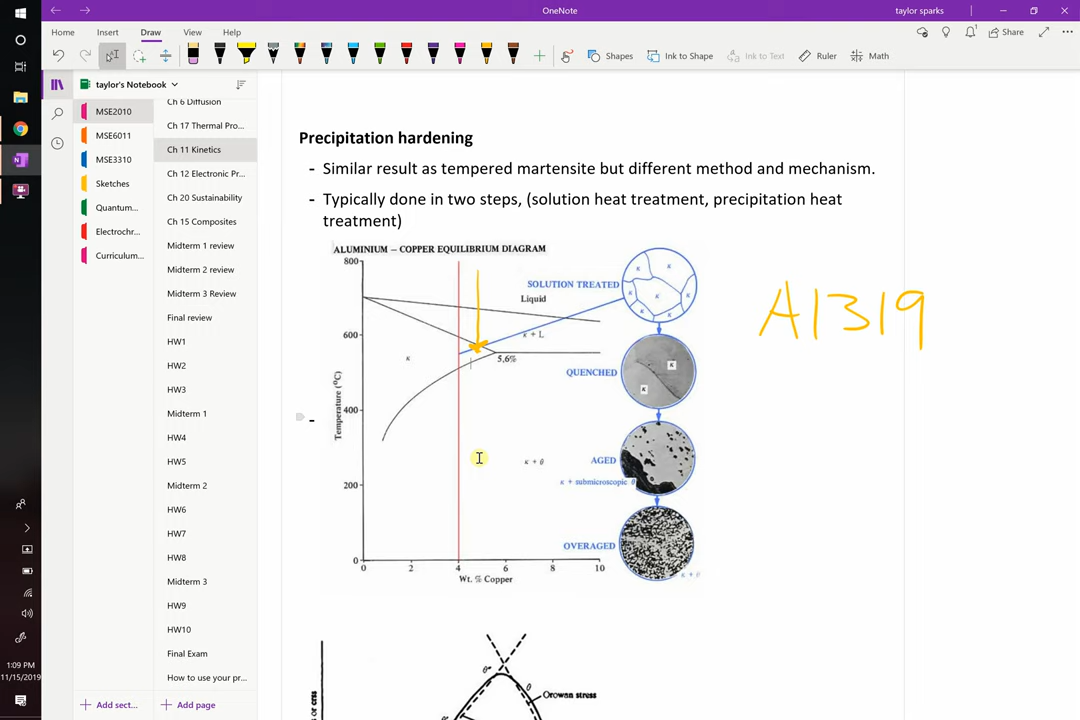 OneNote
taylor sparks
Home
Insert
Draw
View
Help
Share
Shapes
Ink to Shape
Ink to Text
Ruler
Math
taylor's Notebook
MSE2010
MSE6011
MSE3310
Sketches
Quantum...
Electrochr...
Curriculum...
Ch 6 Diffusion
Ch 17 Thermal Pro...
Ch 11 Kinetics
Ch 12 Electronic Pr...
Ch 20 Sustainability
Ch 15 Composites
Midterm 1 review
Midterm 2 review
Midterm 3 Review
Final review
HW1
HW2
HW3
Midterm 1
HW4
HW5
Midterm 2
HW6
HW7
HW8
Midterm 3
HW9
HW10
Final Exam
How to use your pr...
Add sect...
Add page
1:09 PM
11/15/2019
Precipitation hardening
- Similar result as tempered martensite but different method and mechanism.
- Typically done in two steps, (solution heat treatment, precipitation heat
treatment)
-
ALUMINIUM – COPPER EQUILIBRIUM DIAGRAM
800
600
400
200
0
Temperature (°C)
0 2 4 6 8 10
Wt. % Copper
SOLUTION TREATED
Liquid
κ + L
5,6%
κ
κ + θ
κ κ κ κ κ κ
QUENCHED
κ
κ
AGED
κ + submicroscopic θ
OVERAGED
κ + θ
Al319
θ"
θ
Orowan stress
s or crss